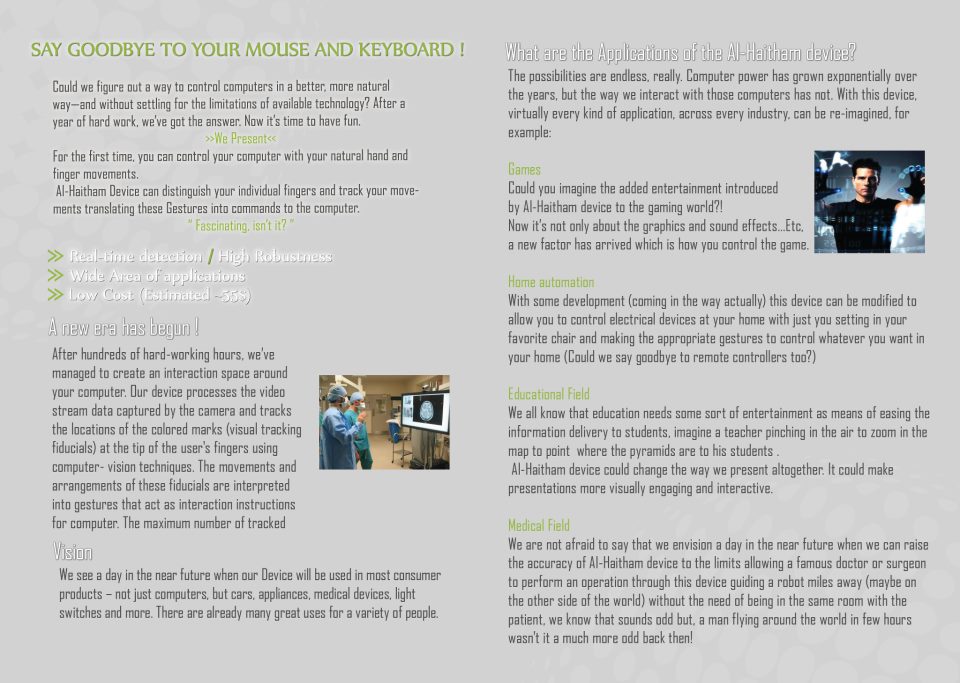 SAY GOODBYE TO YOUR MOUSE AND KEYBOARD !
Could we figure out a way to control computers in a better, more natural
way—and without settling for the limitations of available technology? After a
year of hard work, we've got the answer. Now it's time to have fun.
>>We Present<<
For the first time, you can control your computer with your natural hand and
finger movements.
Al-Haitham Device can distinguish your individual fingers and track your move-
ments translating these Gestures into commands to the computer.
" Fascinating, isn't it? "
>> Real-time detection / High Robustness
>> Wide Area of applications
>> Low Cost (Estimated ~55$)
A new era has begun !
After hundreds of hard-working hours, we've
managed to create an interaction space around
your computer. Our device processes the video
stream data captured by the camera and tracks
the locations of the colored marks (visual tracking
fiducials) at the tip of the user's fingers using
computer- vision techniques. The movements and
arrangements of these fiducials are interpreted
into gestures that act as interaction instructions
for computer. The maximum number of tracked
Vision
We see a day in the near future when our Device will be used in most consumer
products – not just computers, but cars, appliances, medical devices, light
switches and more. There are already many great uses for a variety of people.
What are the Applications of the Al-Haitham device?
The possibilities are endless, really. Computer power has grown exponentially over
the years, but the way we interact with those computers has not. With this device,
virtually every kind of application, across every industry, can be re-imagined, for
example:
Games
Could you imagine the added entertainment introduced
by Al-Haitham device to the gaming world?!
Now it's not only about the graphics and sound effects...Etc,
a new factor has arrived which is how you control the game.
Home automation
With some development (coming in the way actually) this device can be modified to
allow you to control electrical devices at your home with just you setting in your
favorite chair and making the appropriate gestures to control whatever you want in
your home (Could we say goodbye to remote controllers too?)
Educational Field
We all know that education needs some sort of entertainment as means of easing the
information delivery to students, imagine a teacher pinching in the air to zoom in the
map to point where the pyramids are to his students .
Al-Haitham device could change the way we present altogether. It could make
presentations more visually engaging and interactive.
Medical Field
We are not afraid to say that we envision a day in the near future when we can raise
the accuracy of Al-Haitham device to the limits allowing a famous doctor or surgeon
to perform an operation through this device guiding a robot miles away (maybe on
the other side of the world) without the need of being in the same room with the
patient, we know that sounds odd but, a man flying around the world in few hours
wasn't it a much more odd back then!